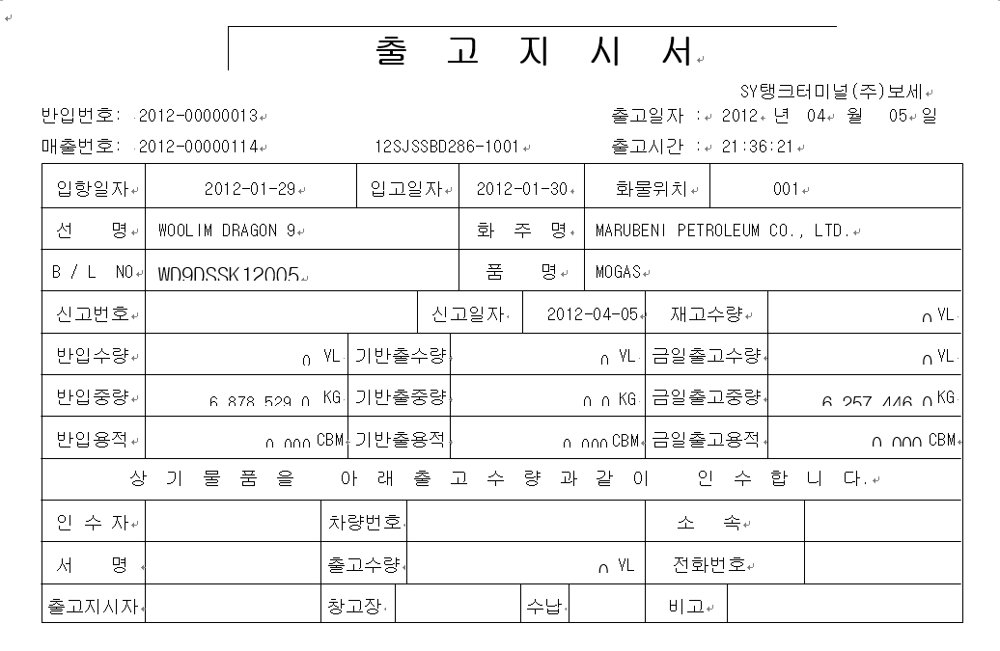 출 고 지 시 서
SY탱크터미널(주)보세
반입번호: 2012-00000013 출고일자 : 2012 년 04 월 05 일
매출번호: 2012-00000114 12SJSSBD286-1001 출고시간 : 21:36:21
입항일자 2012-01-29 입고일자 2012-01-30 화물위치 001
선 명 WOOLIM DRAGON 9 화 주 명 MARUBENI PETROLEUM CO., LTD.
B / L NO WD9DSSK12005 품 명 MOGAS
신고번호 신고일자 2012-04-05 재고수량 0 VL
반입수량 0 VL 기반출수량 0 VL 금일출고수량 0 VL
반입중량 6,878,529.0 KG 기반출중량 0.0 KG 금일출고중량 6,257,446.0 KG
반입용적 0.000 CBM 기반출용적 0.000 CBM 금일출고용적 0.000 CBM
상 기 물 품 을 아 래 출 고 수 량 과 같 이 인 수 합 니 다.
인 수 자 차량번호 소 속
서 명 출고수량 0 VL 전화번호
출고지시자 창고장 수납 비고